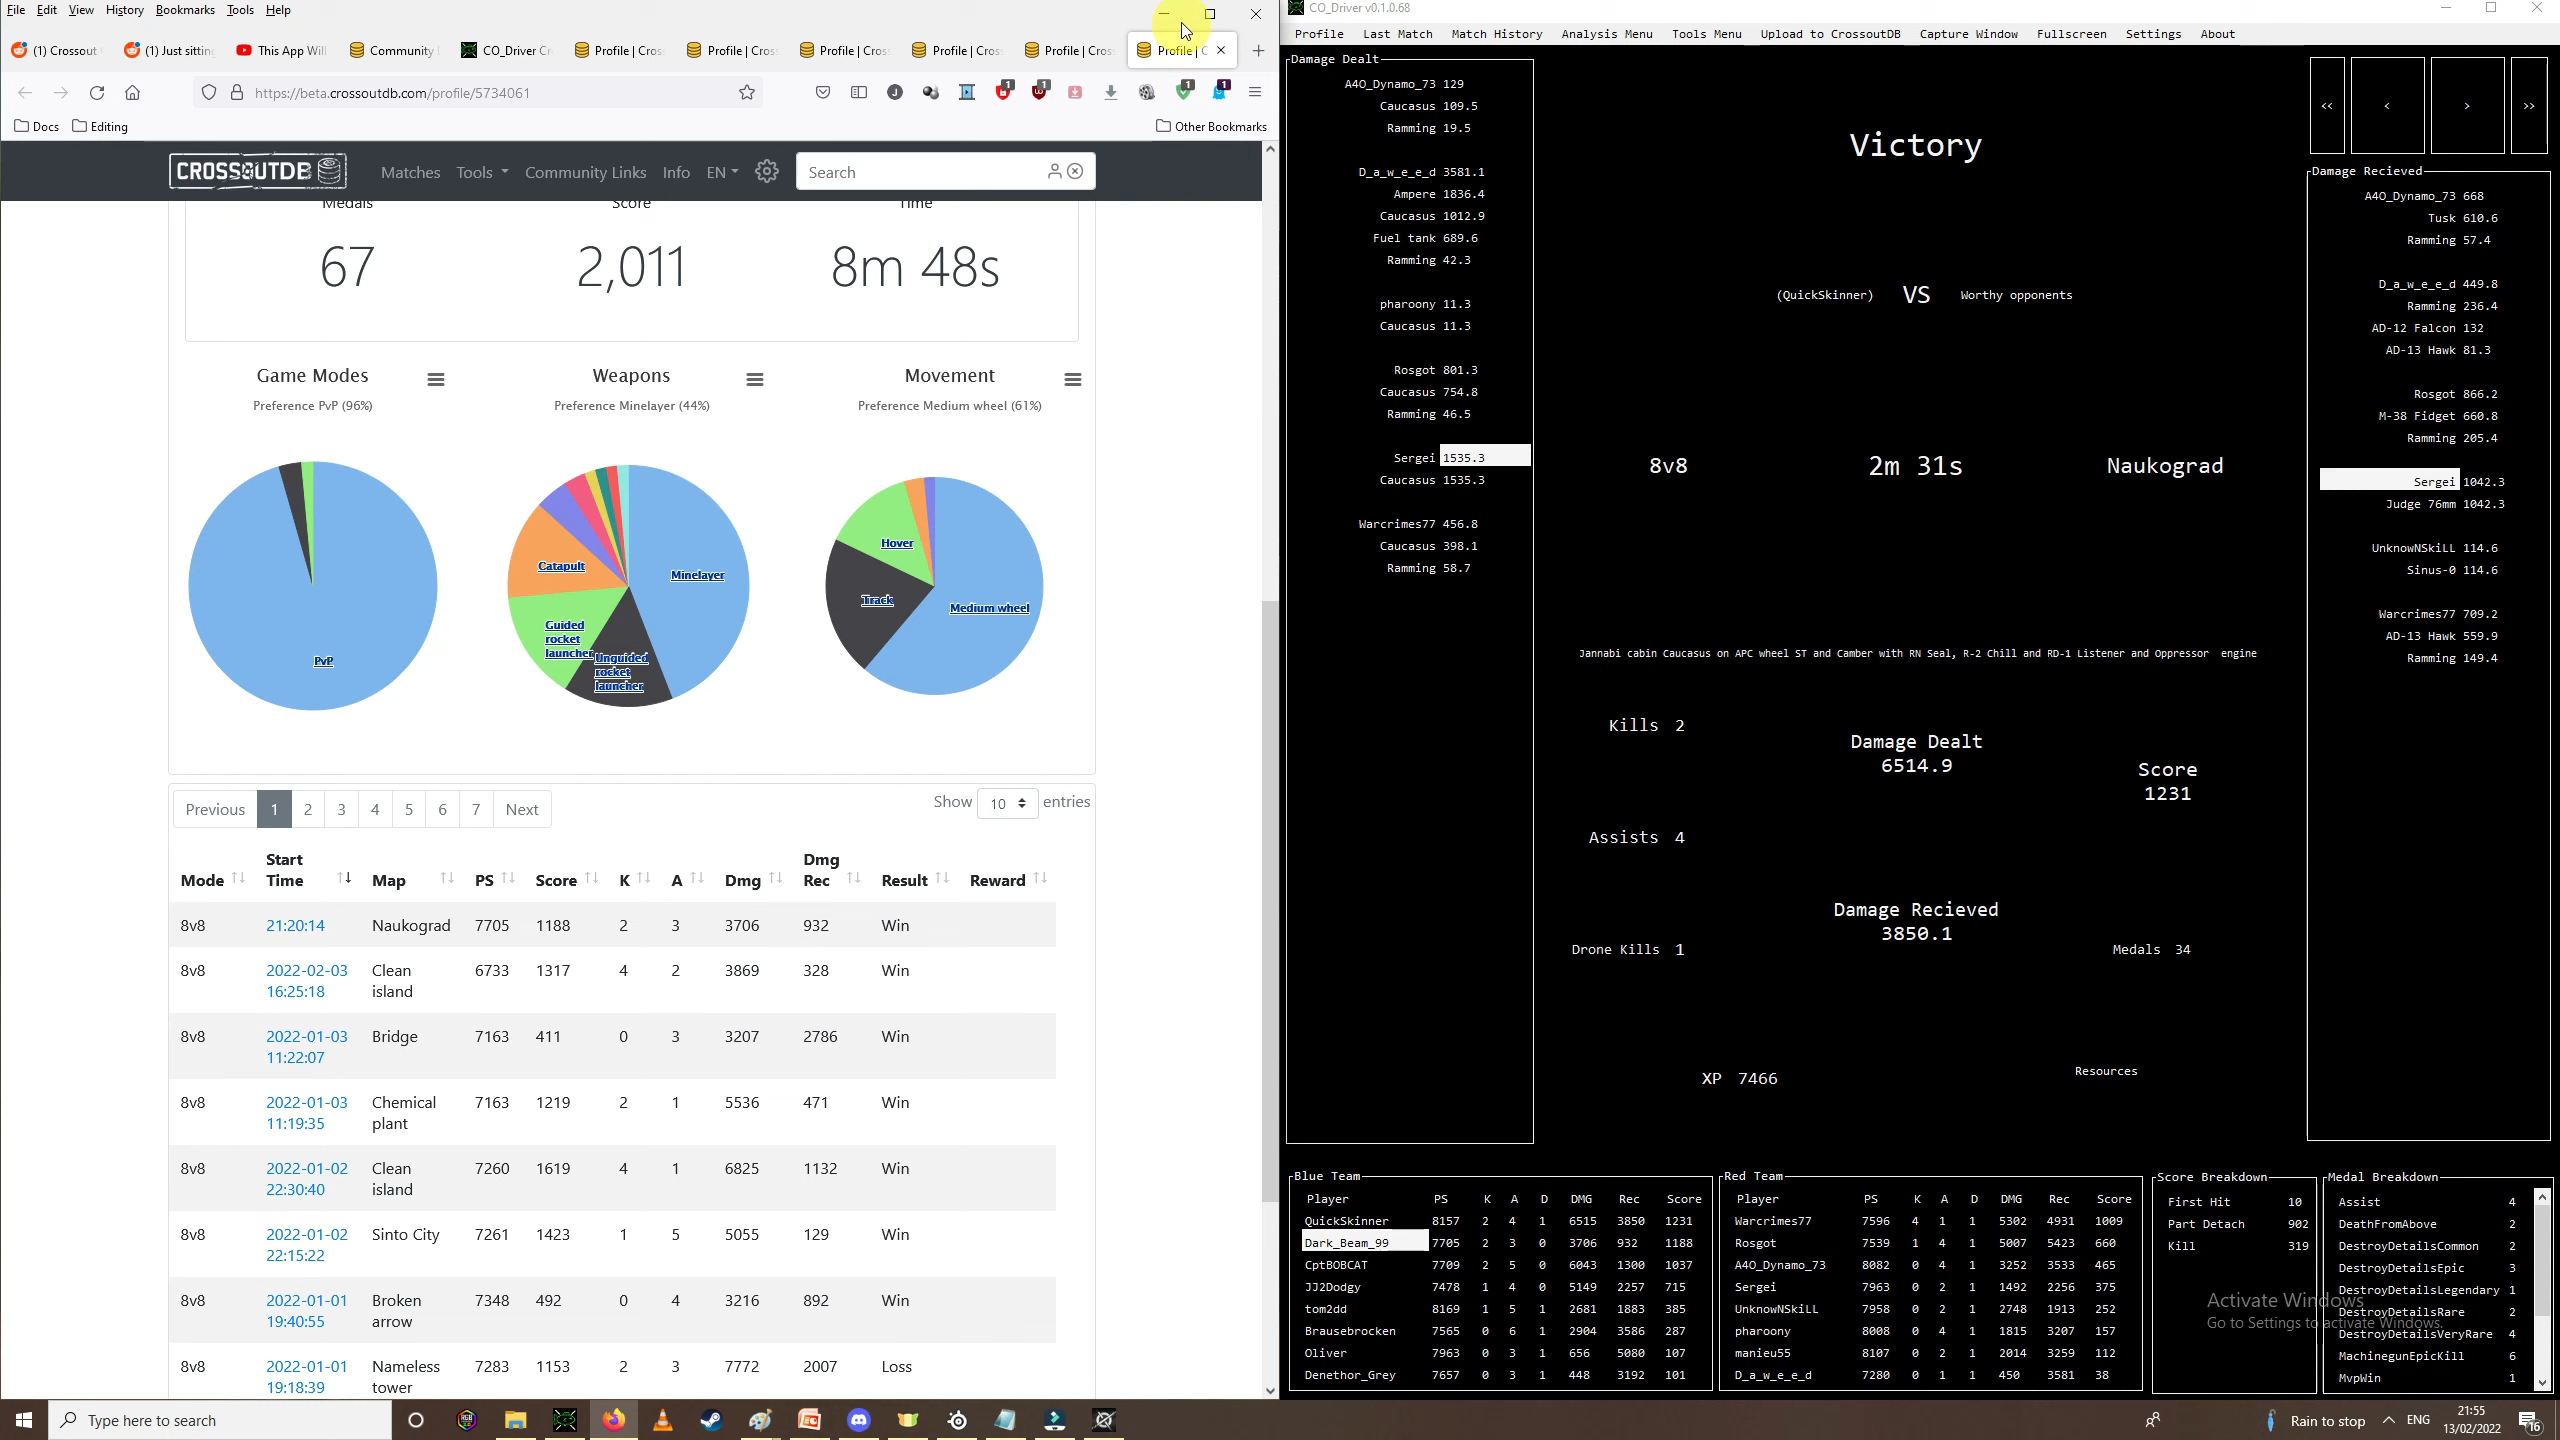 File Edit View History Bookmarks Tools Help
(1) Crossout (1) Just sitting This App Will Community CO_Driver Cr Profile | Cros Profile | Cros Profile | Cros Profile | Cros Profile | Cros Profile | C
https://beta.crossoutdb.com/profile/5734061
Docs Editing Other Bookmarks
CROSSOUTDB Matches Tools Community Links Info EN Search
Medals Score Time
67 2,011 8m 48s
Game Modes Weapons Movement
Preference PvP (96%) Preference Minelayer (44%) Preference Medium wheel (61%)
PvP
Minelayer
Catapult
Guided
rocket
launcher
Unguided
rocket
launcher
Hover
Track
Medium wheel
Previous 1 2 3 4 5 6 7 Next Show 10 entries
Mode Start Time Map PS Score K A Dmg Dmg Rec Result Reward
8v8 21:20:14 Naukograd 7705 1188 2 3 3706 932 Win
8v8 2022-02-03 16:25:18 Clean island 6733 1317 4 2 3869 328 Win
8v8 2022-01-03 11:22:07 Bridge 7163 411 0 3 3207 2786 Win
8v8 2022-01-03 11:19:35 Chemical plant 7163 1219 2 1 5536 471 Win
8v8 2022-01-02 22:30:40 Clean island 7260 1619 4 1 6825 1132 Win
8v8 2022-01-02 22:15:22 Sinto City 7261 1423 1 5 5055 129 Win
8v8 2022-01-01 19:40:55 Broken arrow 7348 492 0 4 3216 892 Win
8v8 2022-01-01 19:18:39 Nameless tower 7283 1153 2 3 7772 2007 Loss
CO_Driver v0.1.0.68
Profile Last Match Match History Analysis Menu Tools Menu Upload to CrossoutDB Capture Window Fullscreen Settings About
Damage Dealt
A4O_Dynamo_73 129
Caucasus 109.5
Ramming 19.5
D_a_w_e_e_d 3581.1
Ampere 1836.4
Caucasus 1012.9
Fuel tank 689.6
Ramming 42.3
pharoony 11.3
Caucasus 11.3
Rosgot 801.3
Caucasus 754.8
Ramming 46.5
Sergei 1535.3
Caucasus 1535.3
Warcrimes77 456.8
Caucasus 398.1
Ramming 58.7
Victory
(QuickSkinner) VS Worthy opponents
8v8 2m 31s Naukograd
Jannabi cabin Caucasus on APC wheel ST and Camber with RN Seal, R-2 Chill and RD-1 Listener and Oppressor engine
Kills 2
Damage Dealt
6514.9
Score
1231
Assists 4
Damage Recieved
3850.1
Drone Kills 1
Medals 34
XP 7466
Resources
<< < > >>
Damage Recieved
A4O_Dynamo_73 668
Tusk 610.6
Ramming 57.4
D_a_w_e_e_d 449.8
Ramming 236.4
AD-12 Falcon 132
AD-13 Hawk 81.3
Rosgot 866.2
M-38 Fidget 660.8
Ramming 205.4
Sergei 1042.3
Judge 76mm 1042.3
UnknowNSkiLL 114.6
Sinus-0 114.6
Warcrimes77 709.2
AD-13 Hawk 559.9
Ramming 149.4
Blue Team
Player PS K A D DMG Rec Score
QuickSkinner 8157 2 4 1 6515 3850 1231
Dark_Beam_99 7705 2 3 0 3706 932 1188
CptBOBCAT 7709 2 5 0 6043 1300 1037
JJ2Dodgy 7478 1 4 0 5149 2257 715
tom2dd 8169 1 5 1 2681 1883 385
Brausebrocken 7565 0 6 1 2904 3586 287
Oliver 7963 0 3 1 656 5080 107
Denethor_Grey 7657 0 3 1 448 3192 101
Red Team
Player PS K A D DMG Rec Score
Warcrimes77 7596 4 1 1 5302 4931 1009
Rosgot 7539 1 4 1 5007 5423 660
A4O_Dynamo_73 8082 0 4 1 3252 3533 465
Sergei 7963 0 2 1 1492 2256 375
UnknowNSkiLL 7958 0 2 1 2748 1913 252
pharoony 8008 0 4 1 1815 3207 157
manieu55 8107 0 2 1 2014 3259 112
D_a_w_e_e_d 7280 0 1 1 450 3581 38
Score Breakdown
First Hit 10
Part Detach 902
Kill 319
Medal Breakdown
Assist 4
DeathFromAbove 2
DestroyDetailsCommon 2
DestroyDetailsEpic 3
DestroyDetailsLegendary 1
DestroyDetailsRare 2
DestroyDetailsVeryRare 4
MachinegunEpicKill 6
MvpWin 1
Activate Windows
Go to Settings to activate Windows.
Type here to search
Rain to stop ENG 21:55
13/02/2022 16